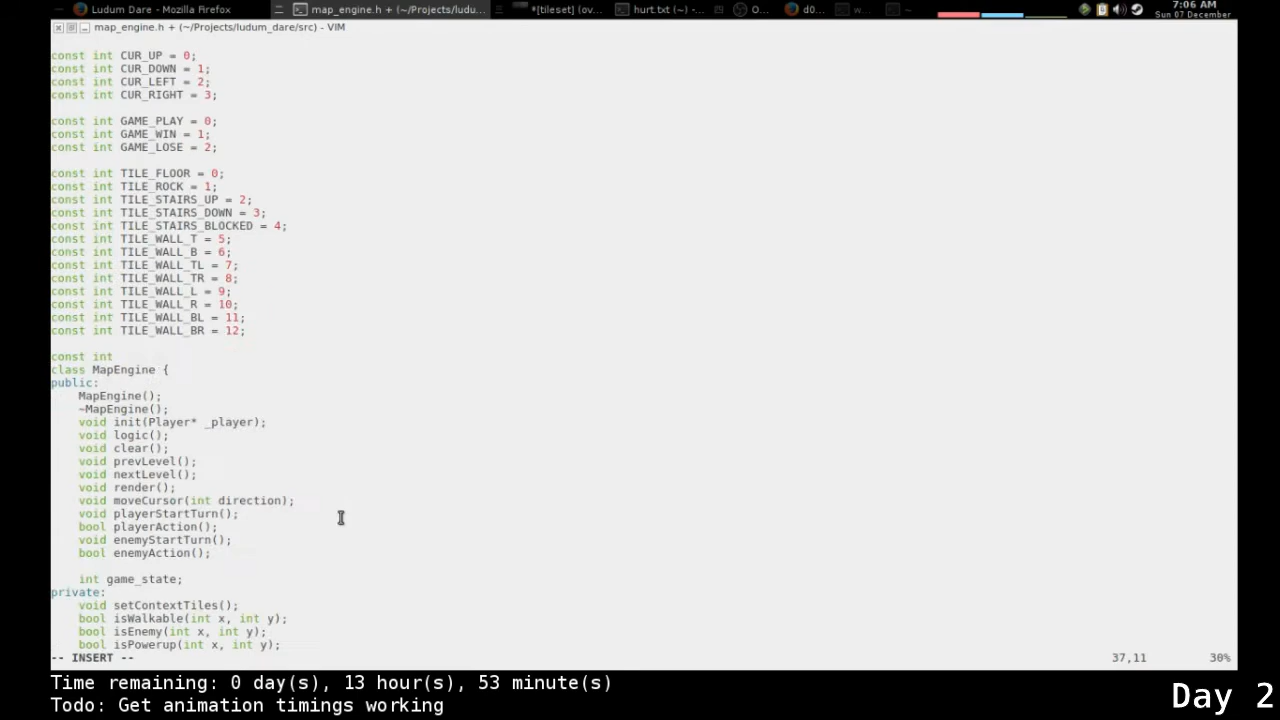 Ludum Dare - Mozilla Firefox
map_engine.h + (~/Projects/ludu...
*[tileset] (ov...
hurt.txt (~) -...
O...
d0...
w...
~
7:06 AM
Sun 07 December
map_engine.h + (~/Projects/ludum_dare/src) - VIM
const int CUR_UP = 0;
const int CUR_DOWN = 1;
const int CUR_LEFT = 2;
const int CUR_RIGHT = 3;
const int GAME_PLAY = 0;
const int GAME_WIN = 1;
const int GAME_LOSE = 2;
const int TILE_FLOOR = 0;
const int TILE_ROCK = 1;
const int TILE_STAIRS_UP = 2;
const int TILE_STAIRS_DOWN = 3;
const int TILE_STAIRS_BLOCKED = 4;
const int TILE_WALL_T = 5;
const int TILE_WALL_B = 6;
const int TILE_WALL_TL = 7;
const int TILE_WALL_TR = 8;
const int TILE_WALL_L = 9;
const int TILE_WALL_R = 10;
const int TILE_WALL_BL = 11;
const int TILE_WALL_BR = 12;
const int
class MapEngine {
public:
MapEngine();
~MapEngine();
void init(Player* _player);
void logic();
void clear();
void prevLevel();
void nextLevel();
void render();
void moveCursor(int direction);
void playerStartTurn();
bool playerAction();
void enemyStartTurn();
bool enemyAction();
int game_state;
private:
void setContextTiles();
bool isWalkable(int x, int y);
bool isEnemy(int x, int y);
bool isPowerup(int x, int y);
-- INSERT --
37,11
30%
Time remaining: 0 day(s), 13 hour(s), 53 minute(s)
Todo: Get animation timings working
Day 2